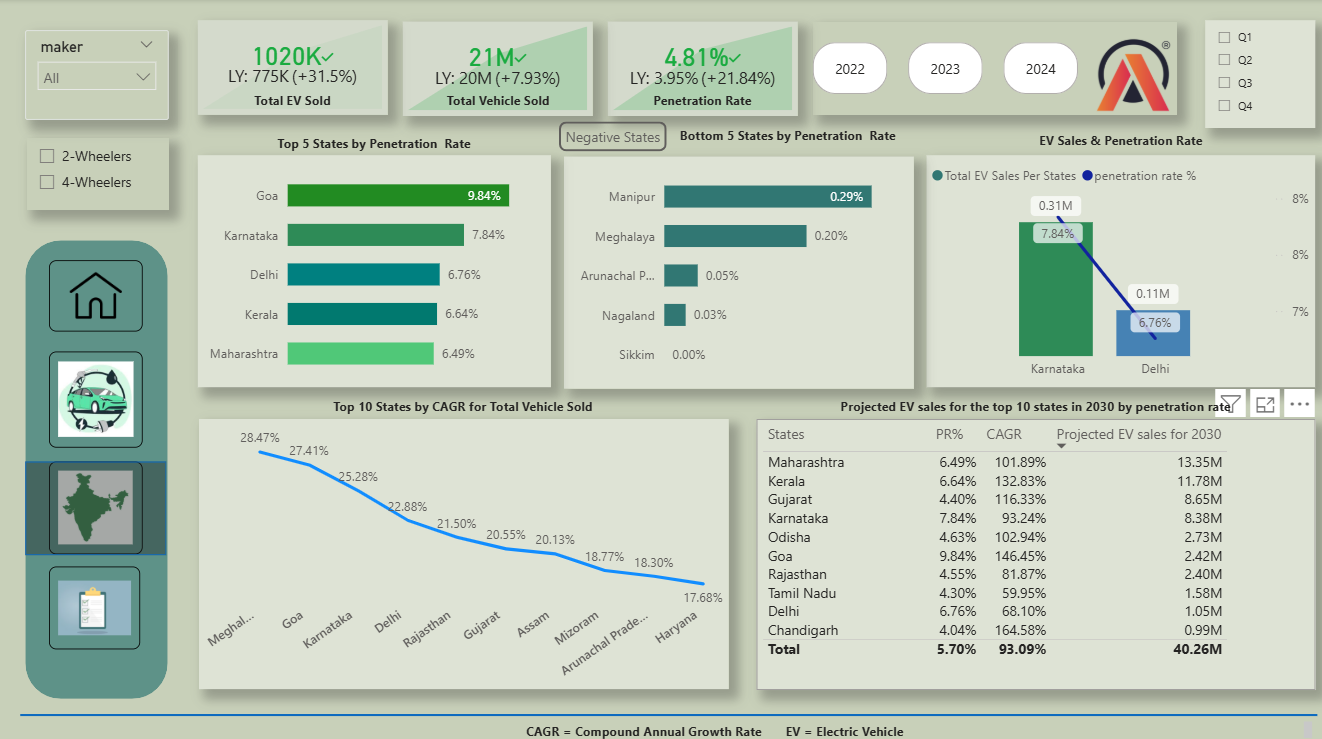 maker
All
2-Wheelers
4-Wheelers
1020K
LY: 775K (+31.5%)
Total EV Sold
21M
LY: 20M (+7.93%)
Total Vehicle Sold
4.81%
LY: 3.95% (+21.84%)
Penetration Rate
2022
2023
2024
®
Q1
Q2
Q3
Q4
Top 5 States by Penetration Rate
Goa 9.84%
Karnataka 7.84%
Delhi 6.76%
Kerala 6.64%
Maharashtra 6.49%
Negative States
Bottom 5 States by Penetration Rate
Manipur 0.29%
Meghalaya 0.20%
Arunachal P... 0.05%
Nagaland 0.03%
Sikkim 0.00%
EV Sales & Penetration Rate
Total EV Sales Per States penetration rate %
8%
0.31M
7.84%
8%
0.11M
7%
6.76%
Karnataka Delhi
Top 10 States by CAGR for Total Vehicle Sold
28.47%
27.41%
25.28%
22.88%
21.50%
20.55%
20.13%
18.77%
18.30%
17.68%
Meghal...
Goa
Karnataka
Delhi
Rajasthan
Gujarat
Assam
Mizoram
Arunachal Prade...
Haryana
Projected EV sales for the top 10 states in 2030 by penetration rate
States PR% CAGR Projected EV sales for 2030
Maharashtra 6.49% 101.89% 13.35M
Kerala 6.64% 132.83% 11.78M
Gujarat 4.40% 116.33% 8.65M
Karnataka 7.84% 93.24% 8.38M
Odisha 4.63% 102.94% 2.73M
Goa 9.84% 146.45% 2.42M
Rajasthan 4.55% 81.87% 2.40M
Tamil Nadu 4.30% 59.95% 1.58M
Delhi 6.76% 68.10% 1.05M
Chandigarh 4.04% 164.58% 0.99M
Total 5.70% 93.09% 40.26M
CAGR = Compound Annual Growth Rate EV = Electric Vehicle